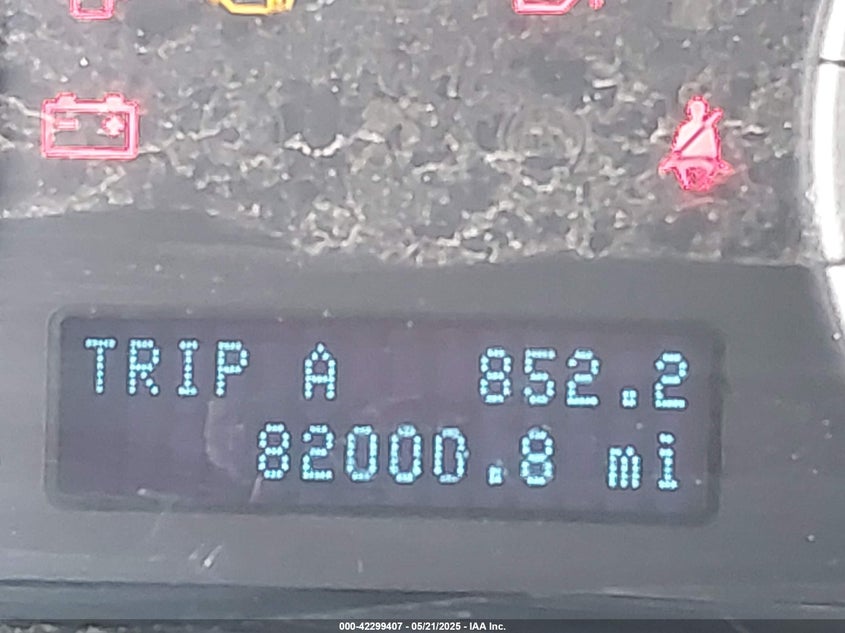 TRIP A 852.2
82000.8 mi
000-42299407 - 05/21/2025 - IAA Inc.